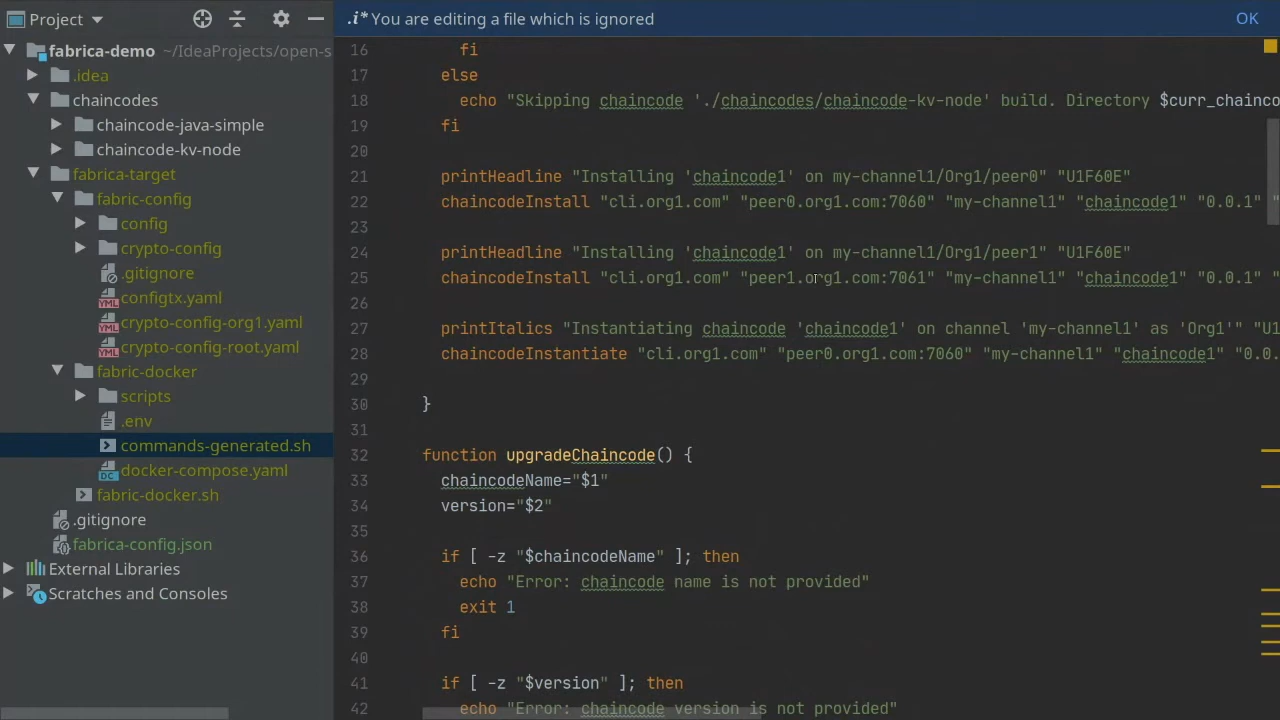 Project
.i* You are editing a file which is ignored
OK
fabrica-demo ~/IdeaProjects/open-s
.idea
chaincodes
chaincode-java-simple
chaincode-kv-node
fabrica-target
fabric-config
config
crypto-config
.gitignore
YML configtx.yaml
YML crypto-config-org1.yaml
YML crypto-config-root.yaml
fabric-docker
scripts
.env
commands-generated.sh
DC docker-compose.yaml
fabric-docker.sh
.gitignore
fabrica-config.json
External Libraries
Scratches and Consoles
16 fi
17 else
18 echo "Skipping chaincode './chaincodes/chaincode-kv-node' build. Directory $curr_chainco
19 fi
20
21 printHeadline "Installing 'chaincode1' on my-channel1/Org1/peer0" "U1F60E"
22 chaincodeInstall "cli.org1.com" "peer0.org1.com:7060" "my-channel1" "chaincode1" "0.0.1" "
23
24 printHeadline "Installing 'chaincode1' on my-channel1/Org1/peer1" "U1F60E"
25 chaincodeInstall "cli.org1.com" "peer1.org1.com:7061" "my-channel1" "chaincode1" "0.0.1" "
26
27 printItalics "Instantiating chaincode 'chaincode1' on channel 'my-channel1' as 'Org1'" "U1
28 chaincodeInstantiate "cli.org1.com" "peer0.org1.com:7060" "my-channel1" "chaincode1" "0.0.
29
30 }
31
32 function upgradeChaincode() {
33 chaincodeName="$1"
34 version="$2"
35
36 if [ -z "$chaincodeName" ]; then
37 echo "Error: chaincode name is not provided"
38 exit 1
39 fi
40
41 if [ -z "$version" ]; then
42 echo "Error: chaincode version is not provided"